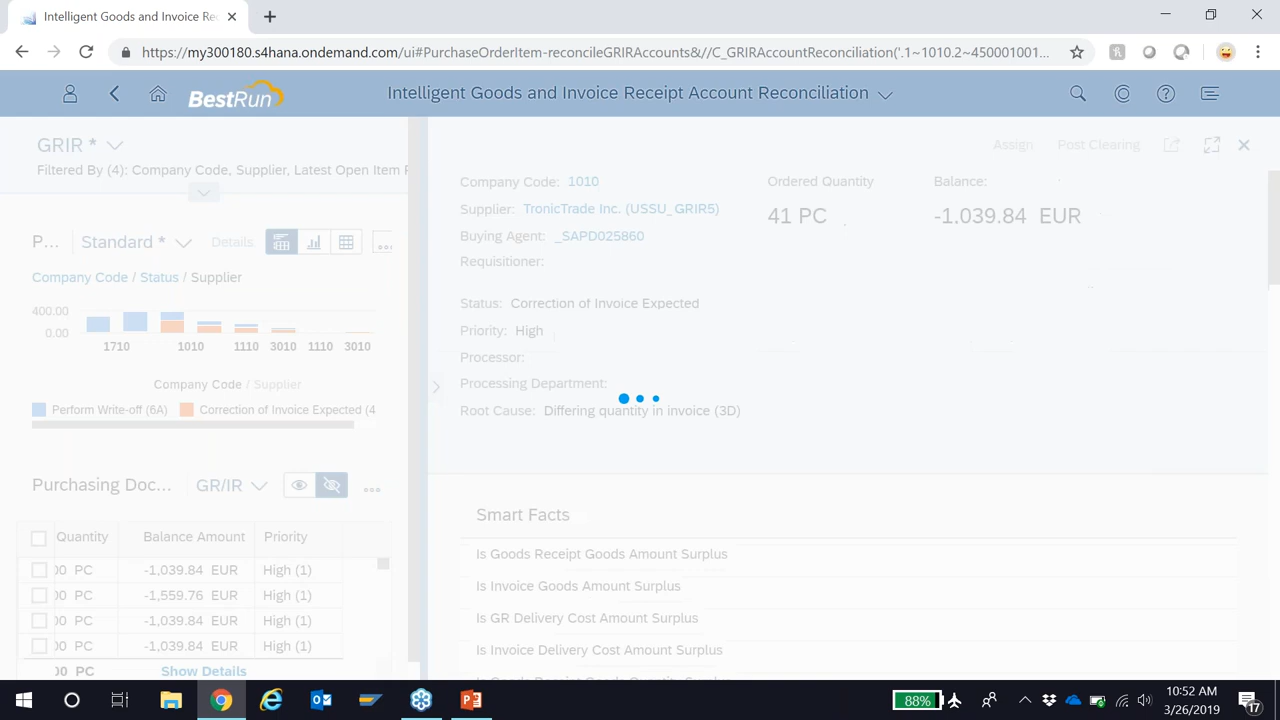 Intelligent Goods and Invoice Re
https://my300180.s4hana.ondemand.com/ui#PurchaseOrderItem-reconcileGRIRAccounts&//C_GRIRAccountReconciliation('.1~1010.2~450001001...
BestRun
Intelligent Goods and Invoice Receipt Account Reconciliation
GRIR *
Filtered By (4): Company Code, Supplier, Latest Open Item P
P...
Standard *
Details
Company Code / Status / Supplier
400.00
0.00
1710 1010 1110 3010 1110 3010
Company Code / Supplier
Perform Write-off (6A)
Correction of Invoice Expected (4
Purchasing Doc...
GR/IR
Quantity Balance Amount Priority
00 PC -1,039.84 EUR High (1)
00 PC -1,559.76 EUR High (1)
00 PC -1,039.84 EUR High (1)
00 PC -1,039.84 EUR High (1)
00 PC Show Details
Assign
Post Clearing
Company Code: 1010
Supplier: TronicTrade Inc. (USSU_GRIR5)
Buying Agent: _SAPD025860
Requisitioner:
Ordered Quantity
41 PC
Balance:
-1.039.84 EUR
Status: Correction of Invoice Expected
Priority: High
Processor:
Processing Department:
Root Cause: Differing quantity in invoice (3D)
Smart Facts
Is Goods Receipt Goods Amount Surplus
Is Invoice Goods Amount Surplus
Is GR Delivery Cost Amount Surplus
Is Invoice Delivery Cost Amount Surplus
88%
10:52 AM
3/26/2019
17